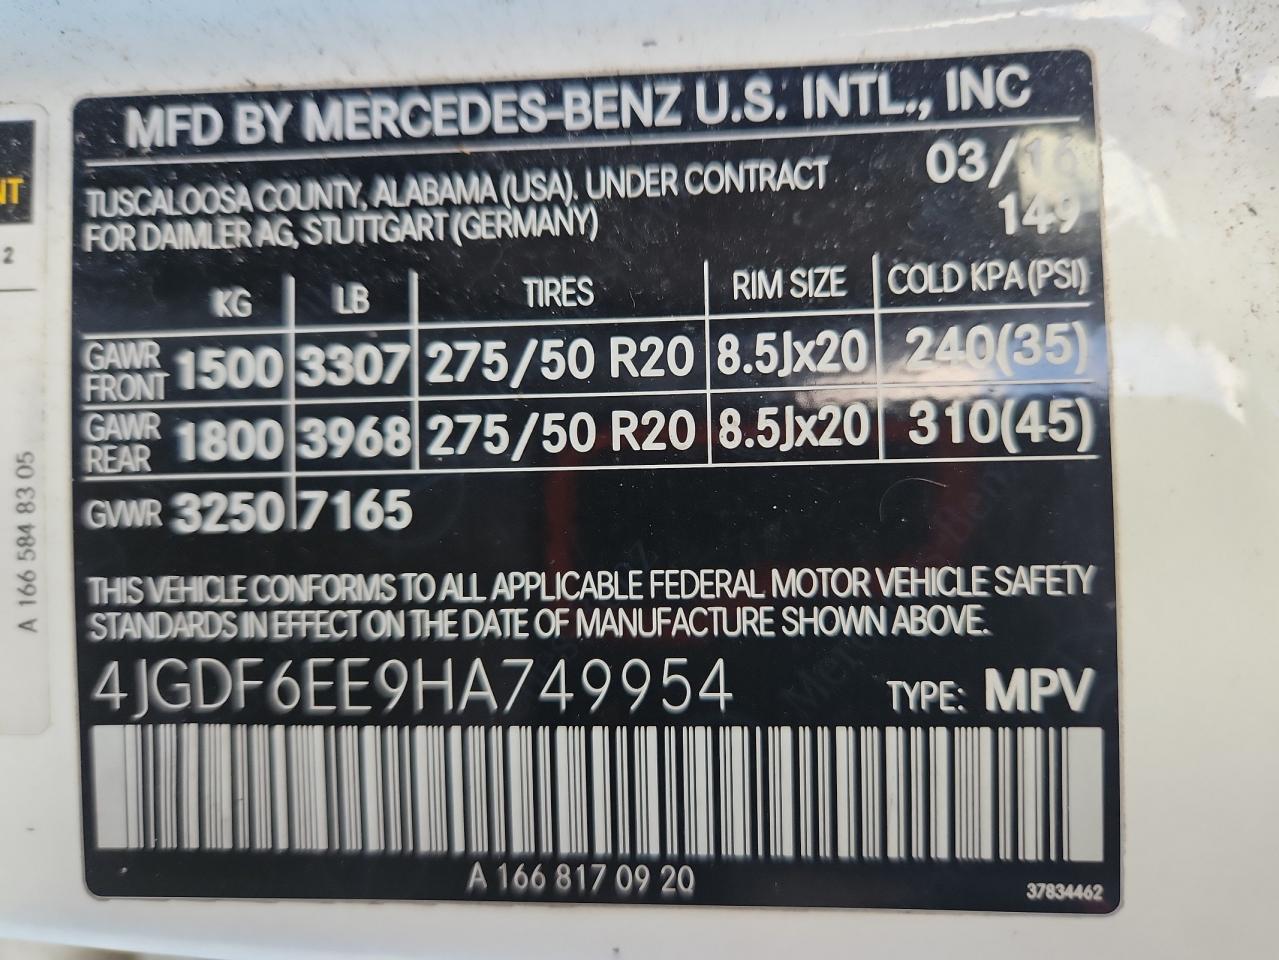 MFD BY MERCEDES-BENZ U.S. INTL., INC
TUSCALOOSA COUNTY, ALABAMA (USA). UNDER CONTRACT
FOR DAIMLER AG, STUTTGART (GERMANY)
03/16
149
KG LB TIRES RIM SIZE COLD KPA (PSI)
GAWR FRONT 1500 3307 275/50 R20 8.5Jx20 240(35)
GAWR REAR 1800 3968 275/50 R20 8.5Jx20 310(45)
GVWR 3250 7165
THIS VEHICLE CONFORMS TO ALL APPLICABLE FEDERAL MOTOR VEHICLE SAFETY
STANDARDS IN EFFECT ON THE DATE OF MANUFACTURE SHOWN ABOVE.
4JGDF6EE9HA749954 TYPE: MPV
A 166 817 09 20
37834462
A 166 584 83 05
NT
2